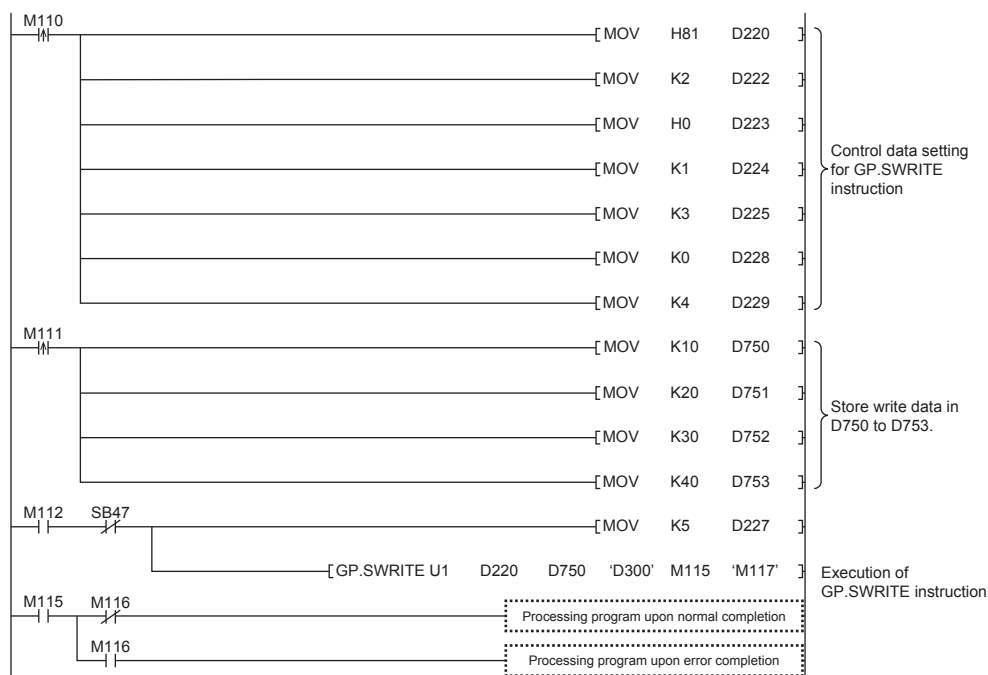 M110
MOV H81 D220
MOV K2 D222
MOV H0 D223
MOV K1 D224
MOV K3 D225
MOV K0 D228
MOV K4 D229
Control data setting
for GP.SWRITE
instruction
M111
MOV K10 D750
MOV K20 D751
MOV K30 D752
MOV K40 D753
Store write data in
D750 to D753.
M112 SB47
MOV K5 D227
GP.SWRITE U1 D220 D750 ‘D300’ M115 ‘M117’
Execution of
GP.SWRITE instruction
M115 M116
Processing program upon normal completion
M116
Processing program upon error completion